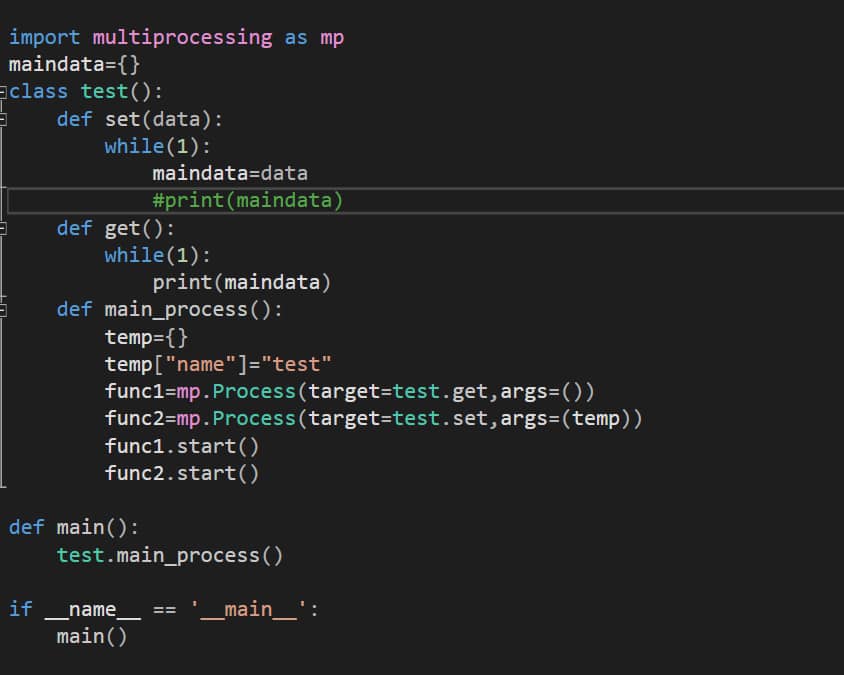 import multiprocessing as mp
maindata={}
class test():
    def set(data):
        while(1):
            maindata=data
            #print(maindata)
    def get():
        while(1):
            print(maindata)
    def main_process():
        temp={}
        temp["name"]="test"
        func1=mp.Process(target=test.get,args=())
        func2=mp.Process(target=test.set,args=(temp))
        func1.start()
        func2.start()

def main():
    test.main_process()

if __name__ == '__main__':
    main()